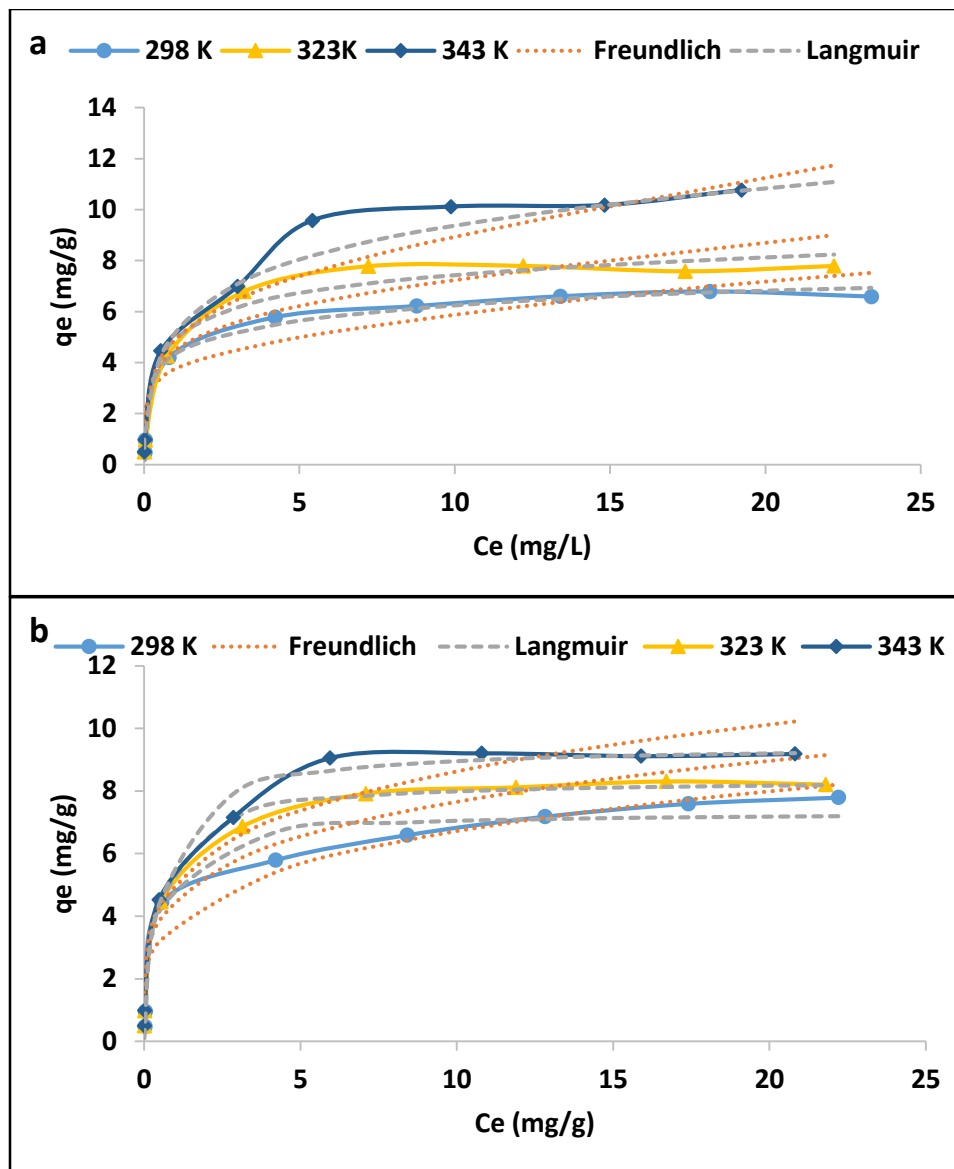 a
298 K 323K 343 K Freundlich Langmuir
14
12
10
8
6
4
2
0
qe (mg/g)
0 5 10 15 20 25
Ce (mg/L)
b
298 K Freundlich Langmuir 323 K 343 K
12
10
8
6
4
2
0
qe (mg/g)
0 5 10 15 20 25
Ce (mg/g)